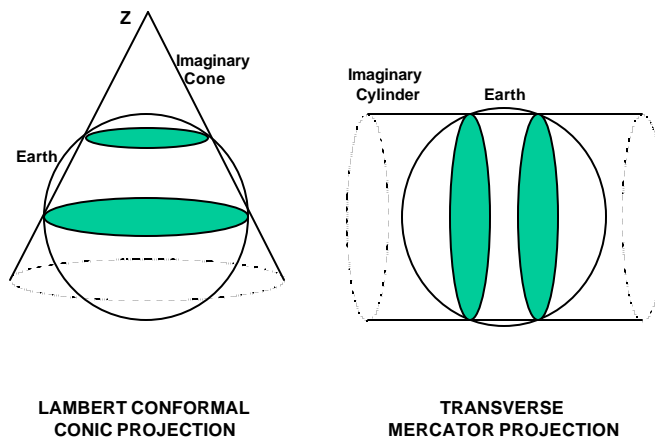 Z
Imaginary
Cone
Earth
Imaginary
Cylinder
Earth
LAMBERT CONFORMAL
CONIC PROJECTION
TRANSVERSE
MERCATOR PROJECTION